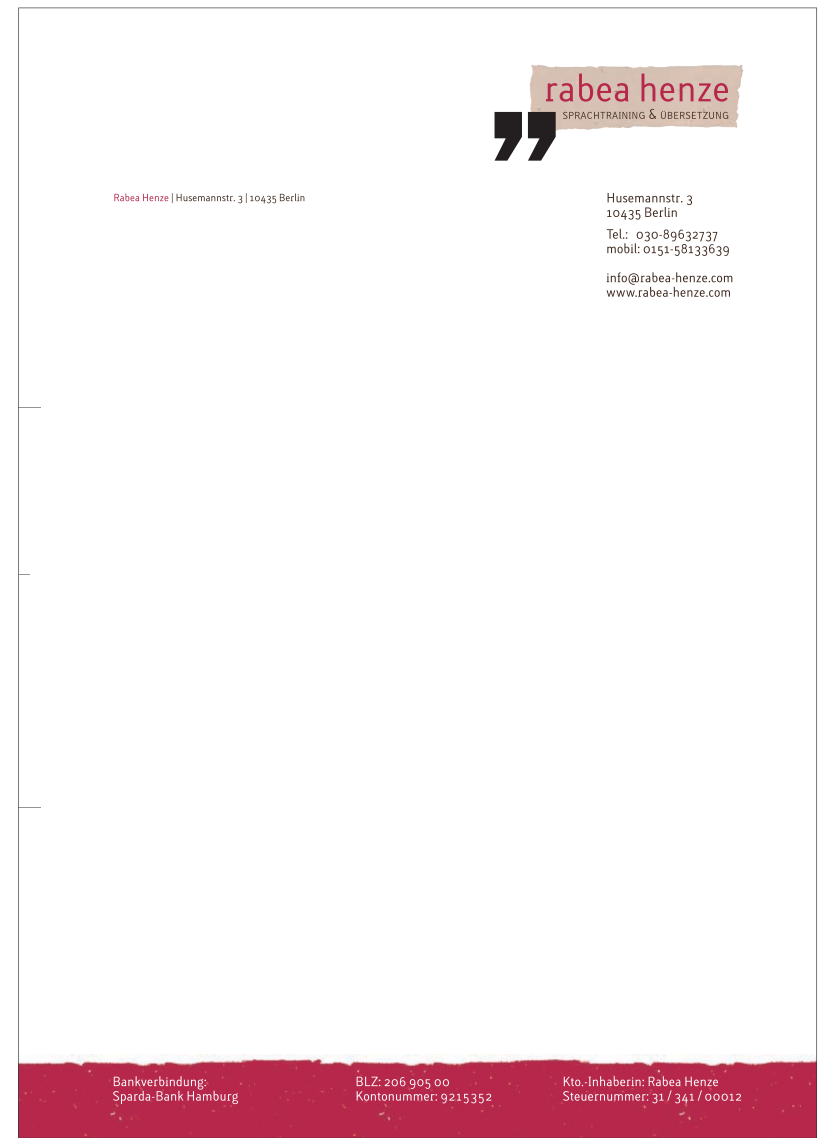 rabea henze
SPRACHTRAINING & ÜBERSETZUNG
”
Rabea Henze | Husemannstr. 3 | 10435 Berlin
Husemannstr. 3
10435 Berlin
Tel.: 030-89632737
mobil: 0151-58133639
info@rabea-henze.com
www.rabea-henze.com
Bankverbindung:
Sparda-Bank Hamburg
BLZ: 206 905 00
Kontonummer: 9215352
Kto.-Inhaberin: Rabea Henze
Steuernummer: 31 / 341 / 00012